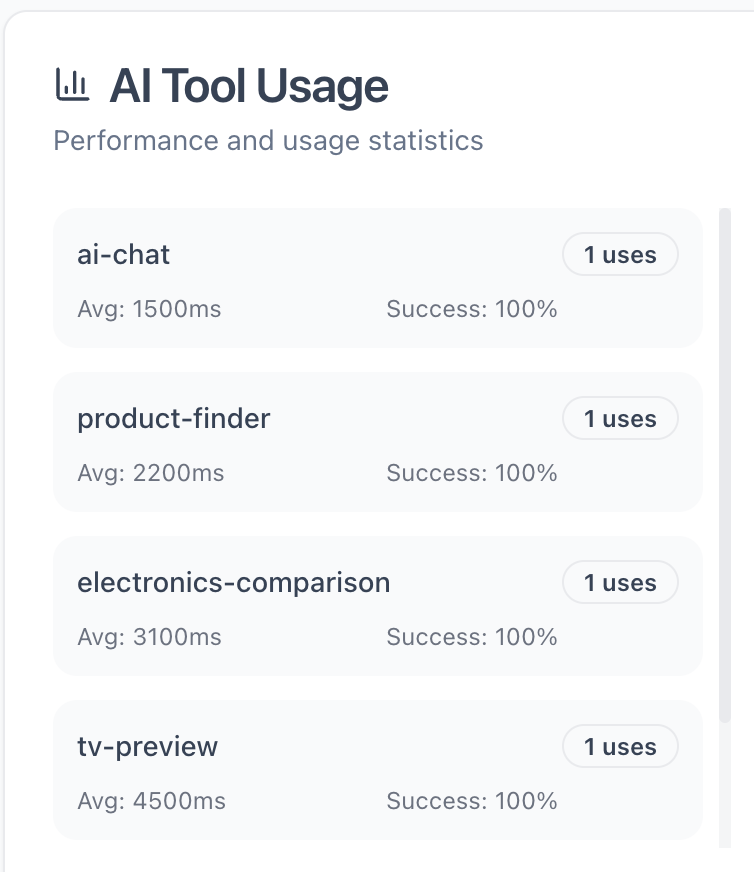 AI Tool Usage
Performance and usage statistics
ai-chat
1 uses
Avg: 1500ms
Success: 100%
product-finder
1 uses
Avg: 2200ms
Success: 100%
electronics-comparison
1 uses
Avg: 3100ms
Success: 100%
tv-preview
1 uses
Avg: 4500ms
Success: 100%